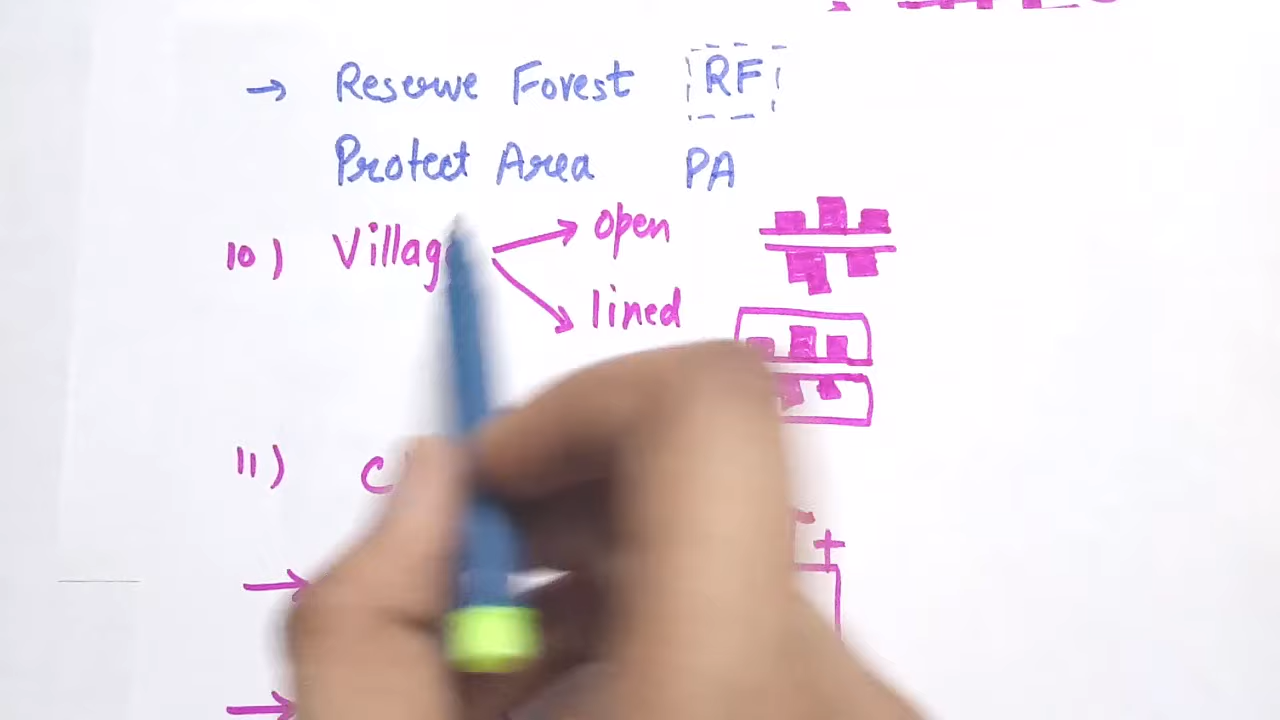 → Reserve Forest RF
Protect Area PA
10) Villag
open
lined
11)